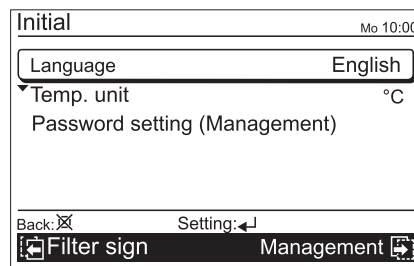 Initial Mo 10:00
Language English
Temp. unit °C
Password setting (Management)
Back: Setting:
Filter sign Management